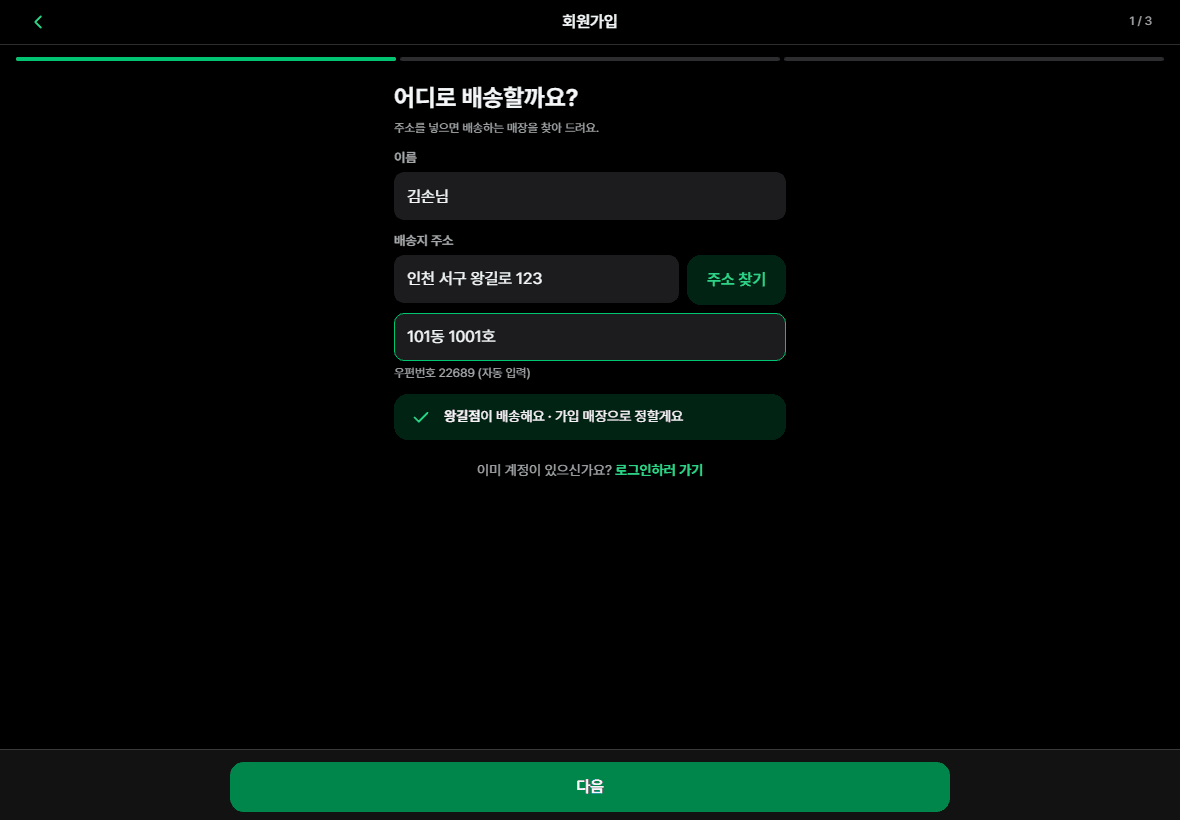 회원가입
1 / 3
어디로 배송할까요?
주소를 넣으면 배송하는 매장을 찾아 드려요.
이름
김손님
배송지 주소
인천 서구 왕길로 123
주소 찾기
101동 1001호
우편번호 22689 (자동 입력)
왕길점이 배송해요 · 가입 매장으로 정할게요
이미 계정이 있으신가요? 로그인하러 가기
다음